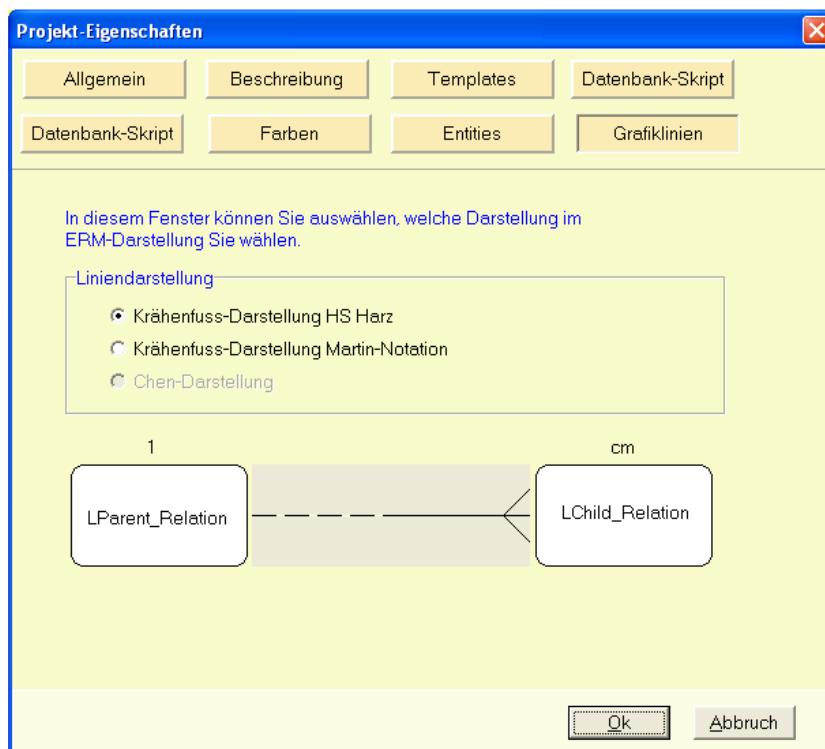 Projekt-Eigenschaften
Allgemein
Beschreibung
Templates
Datenbank-Skript
Datenbank-Skript
Farben
Entities
Grafiklinien
In diesem Fenster können Sie auswählen, welche Darstellung im
ERM-Darstellung Sie wählen.
Liniendarstellung
Krähenfuss-Darstellung HS Harz
Krähenfuss-Darstellung Martin-Notation
Chen-Darstellung
1
cm
LParent_Relation
LChild_Relation
Ok
Abbruch